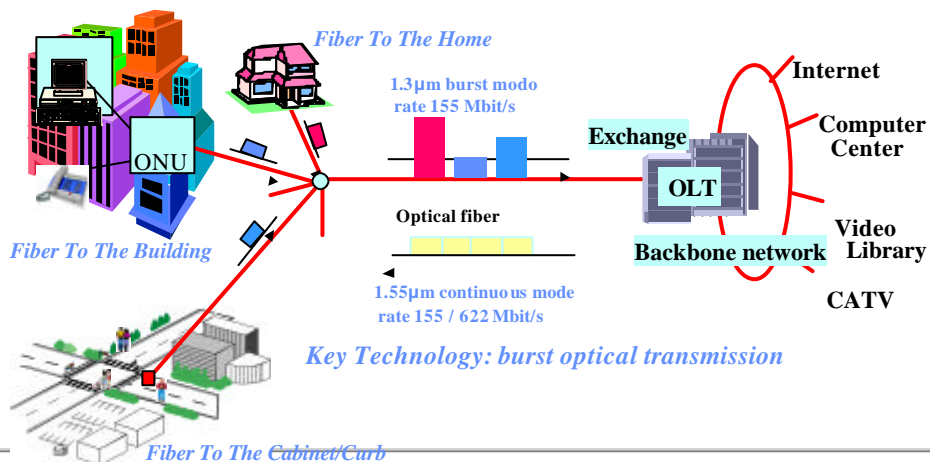 Fiber To The Home
1.3µm burst modo
rate 155 Mbit/s
Internet
Exchange
Computer
Center
ONU
OLT
Optical fiber
Fiber To The Building
Video
Library
Backbone network
1.55µm continuous mode
rate 155 / 622 Mbit/s
CATV
Key Technology: burst optical transmission
Fiber To The Cabinet/Curb